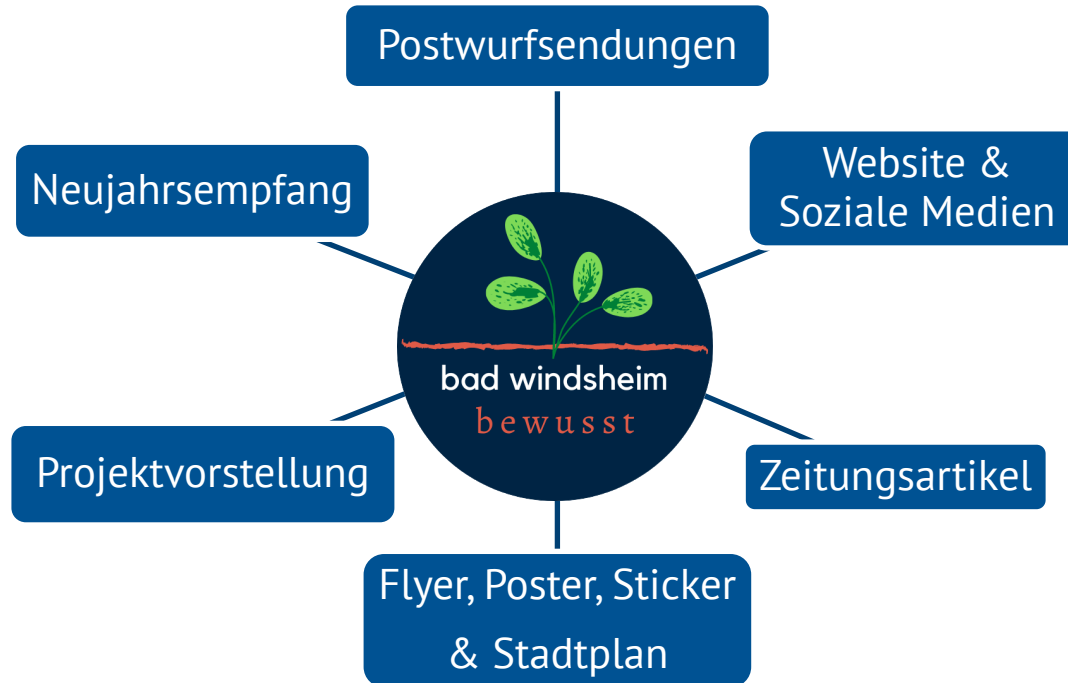 Postwurfsendungen
Neujahrsempfang
Website &
Soziale Medien
bad windsheim
bewusst
Projektvorstellung
Zeitungsartikel
Flyer, Poster, Sticker
& Stadtplan